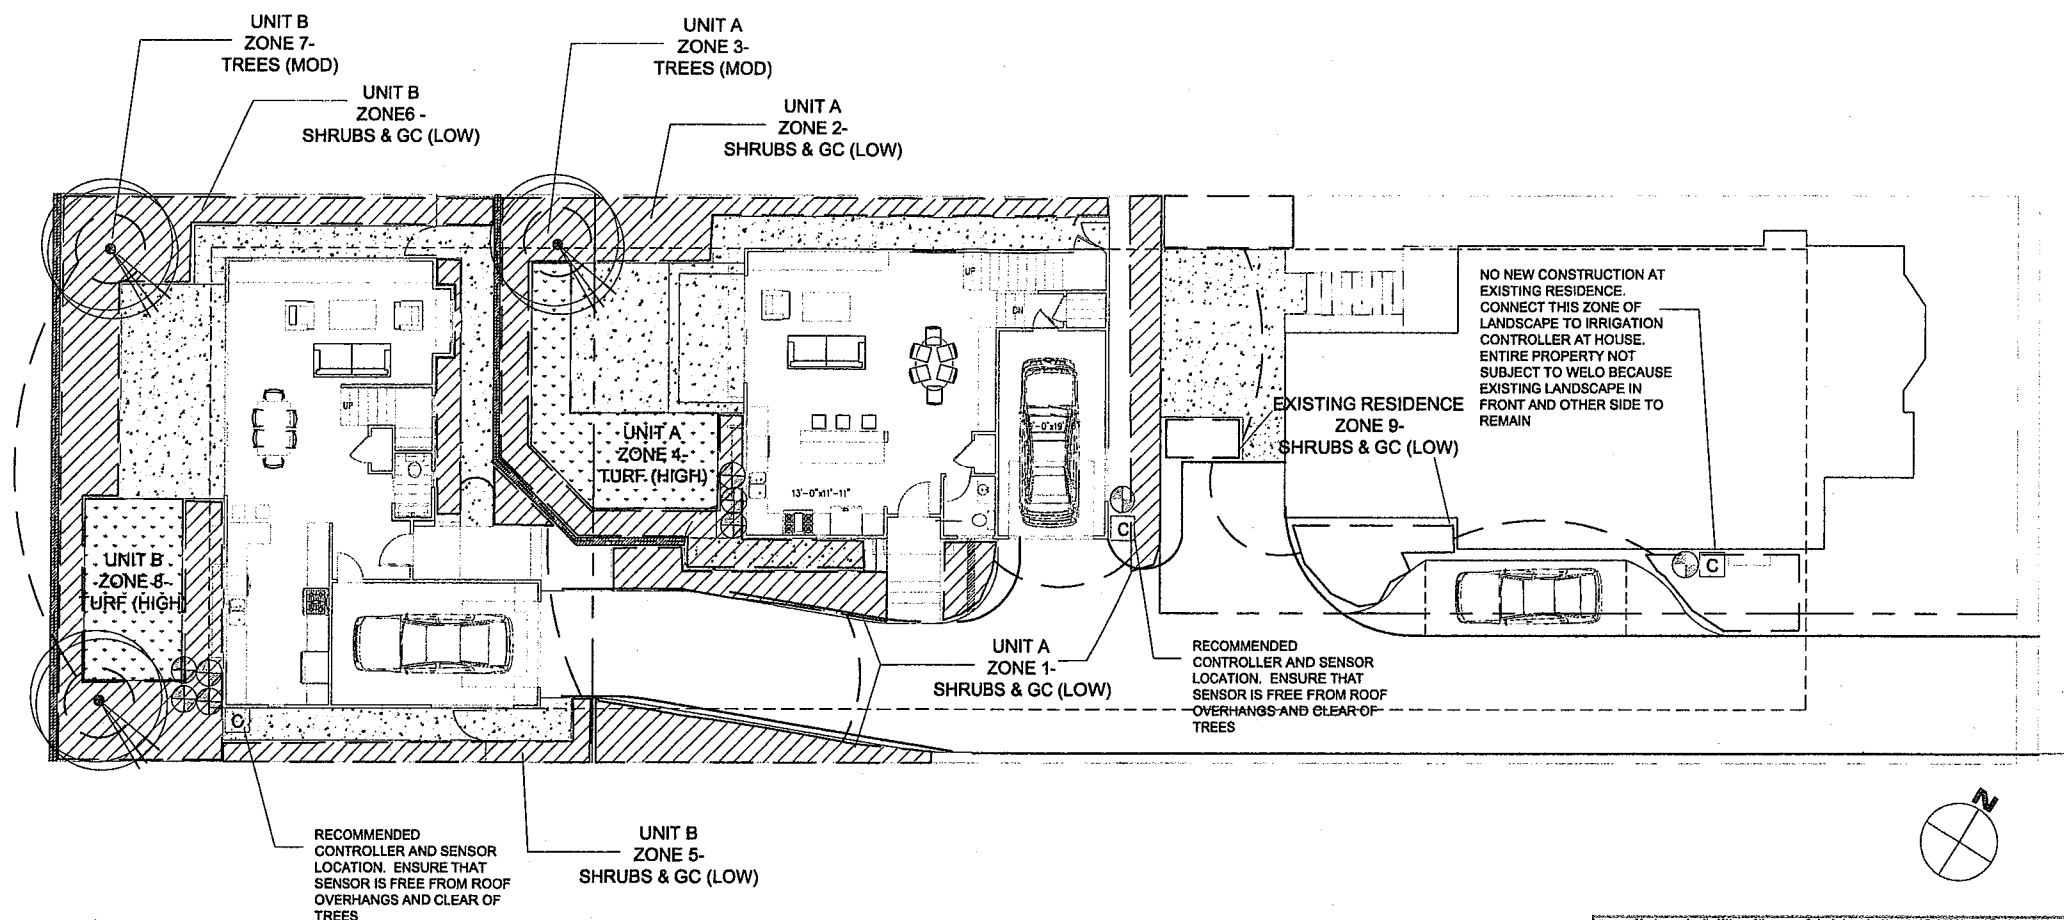 UNIT B
ZONE 7-
TREES (MOD)
UNIT A
ZONE 3-
TREES (MOD)
UNIT B
ZONE6 -
SHRUBS & GC (LOW)
UNIT A
ZONE 2-
SHRUBS & GC (LOW)
NO NEW CONSTRUCTION AT
EXISTING RESIDENCE.
CONNECT THIS ZONE OF
LANDSCAPE TO IRRIGATION
CONTROLLER AT HOUSE.
ENTIRE PROPERTY NOT
SUBJECT TO WELO BECAUSE
EXISTING LANDSCAPE IN
FRONT AND OTHER SIDE TO
REMAIN
EXISTING RESIDENCE
ZONE 9-
SHRUBS & GC (LOW)
UP
DN
UP
UNIT A
ZONE 4-
TURF (HIGH)
13'-0"x11'-11"
UNIT B
ZONE 8-
TURF (HIGH)
C
C
C
UNIT A
ZONE 1-
SHRUBS & GC (LOW)
RECOMMENDED
CONTROLLER AND SENSOR
LOCATION. ENSURE THAT
SENSOR IS FREE FROM ROOF
OVERHANGS AND CLEAR OF
TREES
RECOMMENDED
CONTROLLER AND SENSOR
LOCATION. ENSURE THAT
SENSOR IS FREE FROM ROOF
OVERHANGS AND CLEAR OF
TREES
UNIT B
ZONE 5-
SHRUBS & GC (LOW)
N